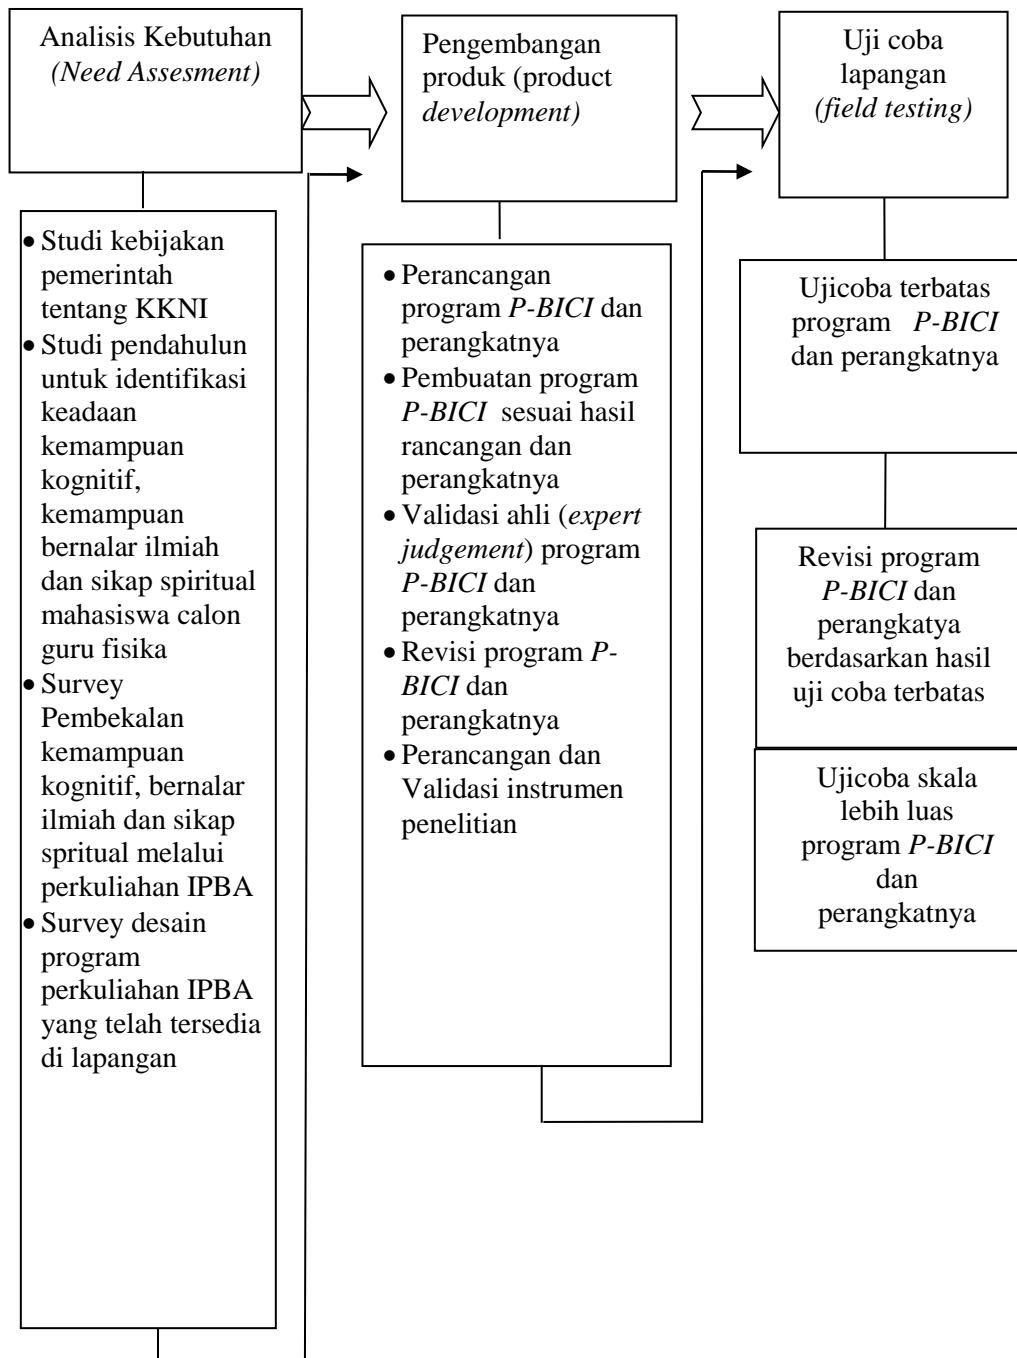 Analisis Kebutuhan
(Need Assesment)
Studi kebijakan
pemerintah
tentang KKNI
Studi pendahulun
untuk identifikasi
keadaan
kemampuan
kognitif,
kemampuan
bernalar ilmiah
dan sikap spiritual
mahasiswa calon
guru fisika
Survey
Pembekalan
kemampuan
kognitif, bernalar
ilmiah dan sikap
spritual melalui
perkuliahan IPBA
Survey desain
program
perkuliahan IPBA
yang telah tersedia
di lapangan
Pengembangan
produk (product
development)
Perancangan
program P-BICI dan
perangkatnya
Pembuatan program
P-BICI sesuai hasil
rancangan dan
perangkatnya
Validasi ahli (expert
judgement) program
P-BICI dan
perangkatnya
Revisi program P-
BICI dan
perangkatnya
Perancangan dan
Validasi instrumen
penelitian
Uji coba
lapangan
(field testing)
Ujicoba terbatas
program P-BICI
dan perangkatnya
Revisi program
P-BICI dan
perangkatya
berdasarkan hasil
uji coba terbatas
Ujicoba skala
lebih luas
program P-BICI
dan
perangkatnya